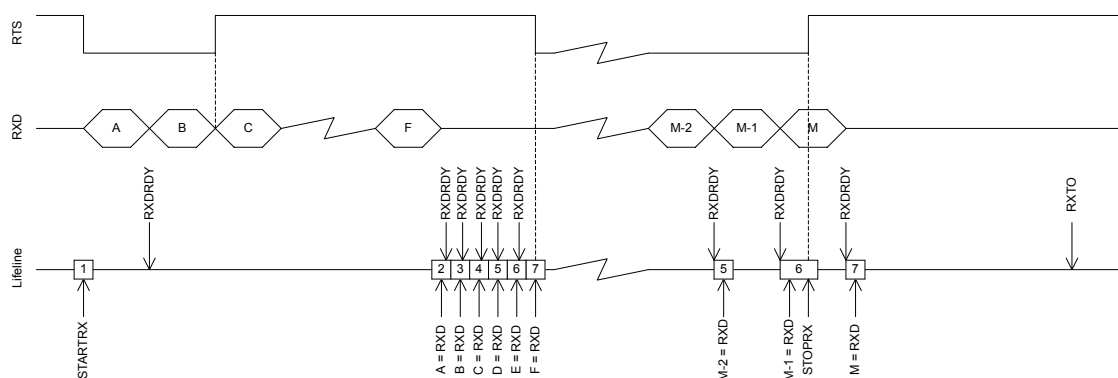 RTS
RXD
A
B
C
F
M-2
M-1
M
RXDRDY
RXDRDY
RXDRDY
RXDRDY
RXDRDY
RXDRDY
RXDRDY
RXDRDY
RXDRDY
RXTO
Lifeline
1
2
3
4
5
6
7
5
6
7
STARTRX
A = RXD
B = RXD
C = RXD
D = RXD
E = RXD
F = RXD
M-2 = RXD
M-1 = RXD
STOPRX
M = RXD